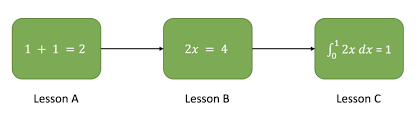 1 + 1 = 2
2x = 4
∫₀¹ 2x dx = 1
Lesson A
Lesson B
Lesson C